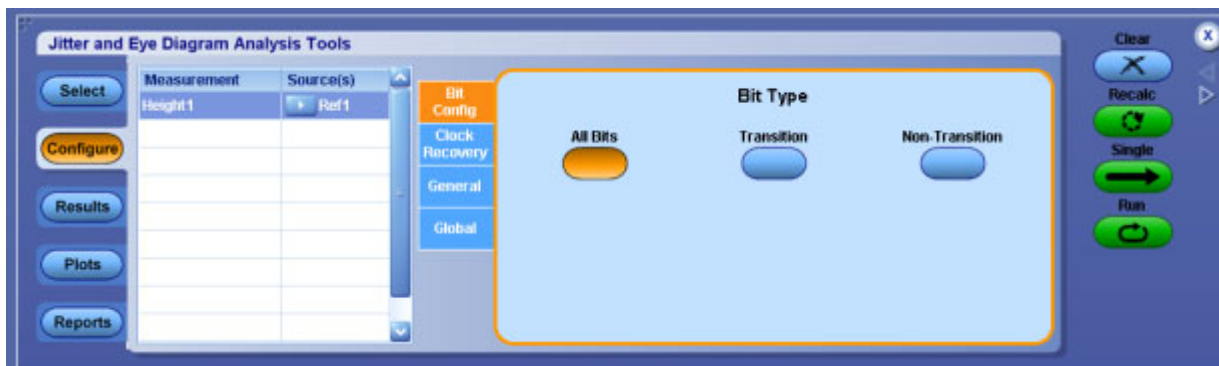 Jitter and Eye Diagram Analysis Tools
Select
Configure
Results
Plots
Reports
Measurement Source(s)
Height1 Ref1
Bit
Config
Clock
Recovery
General
Global
Bit Type
All Bits Transition Non-Transition
Clear
X
Recalc
Single
Run